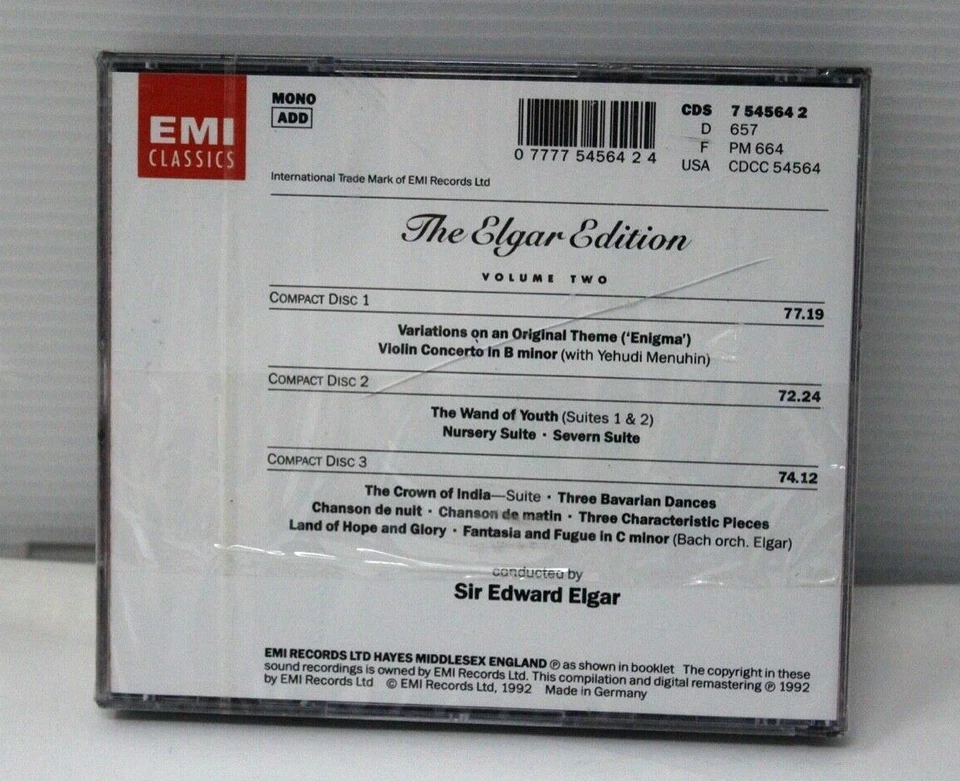 EMI
CLASSICS
MONO
ADD
International Trade Mark of EMI Records Ltd
0 7777 54564 2 4
CDS 7 54564 2
D 657
F PM 664
USA CDCC 54564
The Elgar Edition
VOLUME TWO
COMPACT DISC 1 77.19
Variations on an Original Theme ('Enigma')
Violin Concerto in B minor (with Yehudi Menuhin)
COMPACT DISC 2 72.24
The Wand of Youth (Suites 1 & 2)
Nursery Suite · Severn Suite
COMPACT DISC 3 74.12
The Crown of India—Suite · Three Bavarian Dances
Chanson de nuit · Chanson de matin · Three Characteristic Pieces
Land of Hope and Glory · Fantasia and Fugue in C minor (Bach orch. Elgar)
conducted by
Sir Edward Elgar
EMI RECORDS LTD HAYES MIDDLESEX ENGLAND ℗ as shown in booklet The copyright in these
sound recordings is owned by EMI Records Ltd. This compilation and digital remastering ℗ 1992
by EMI Records Ltd © EMI Records Ltd, 1992 Made in Germany